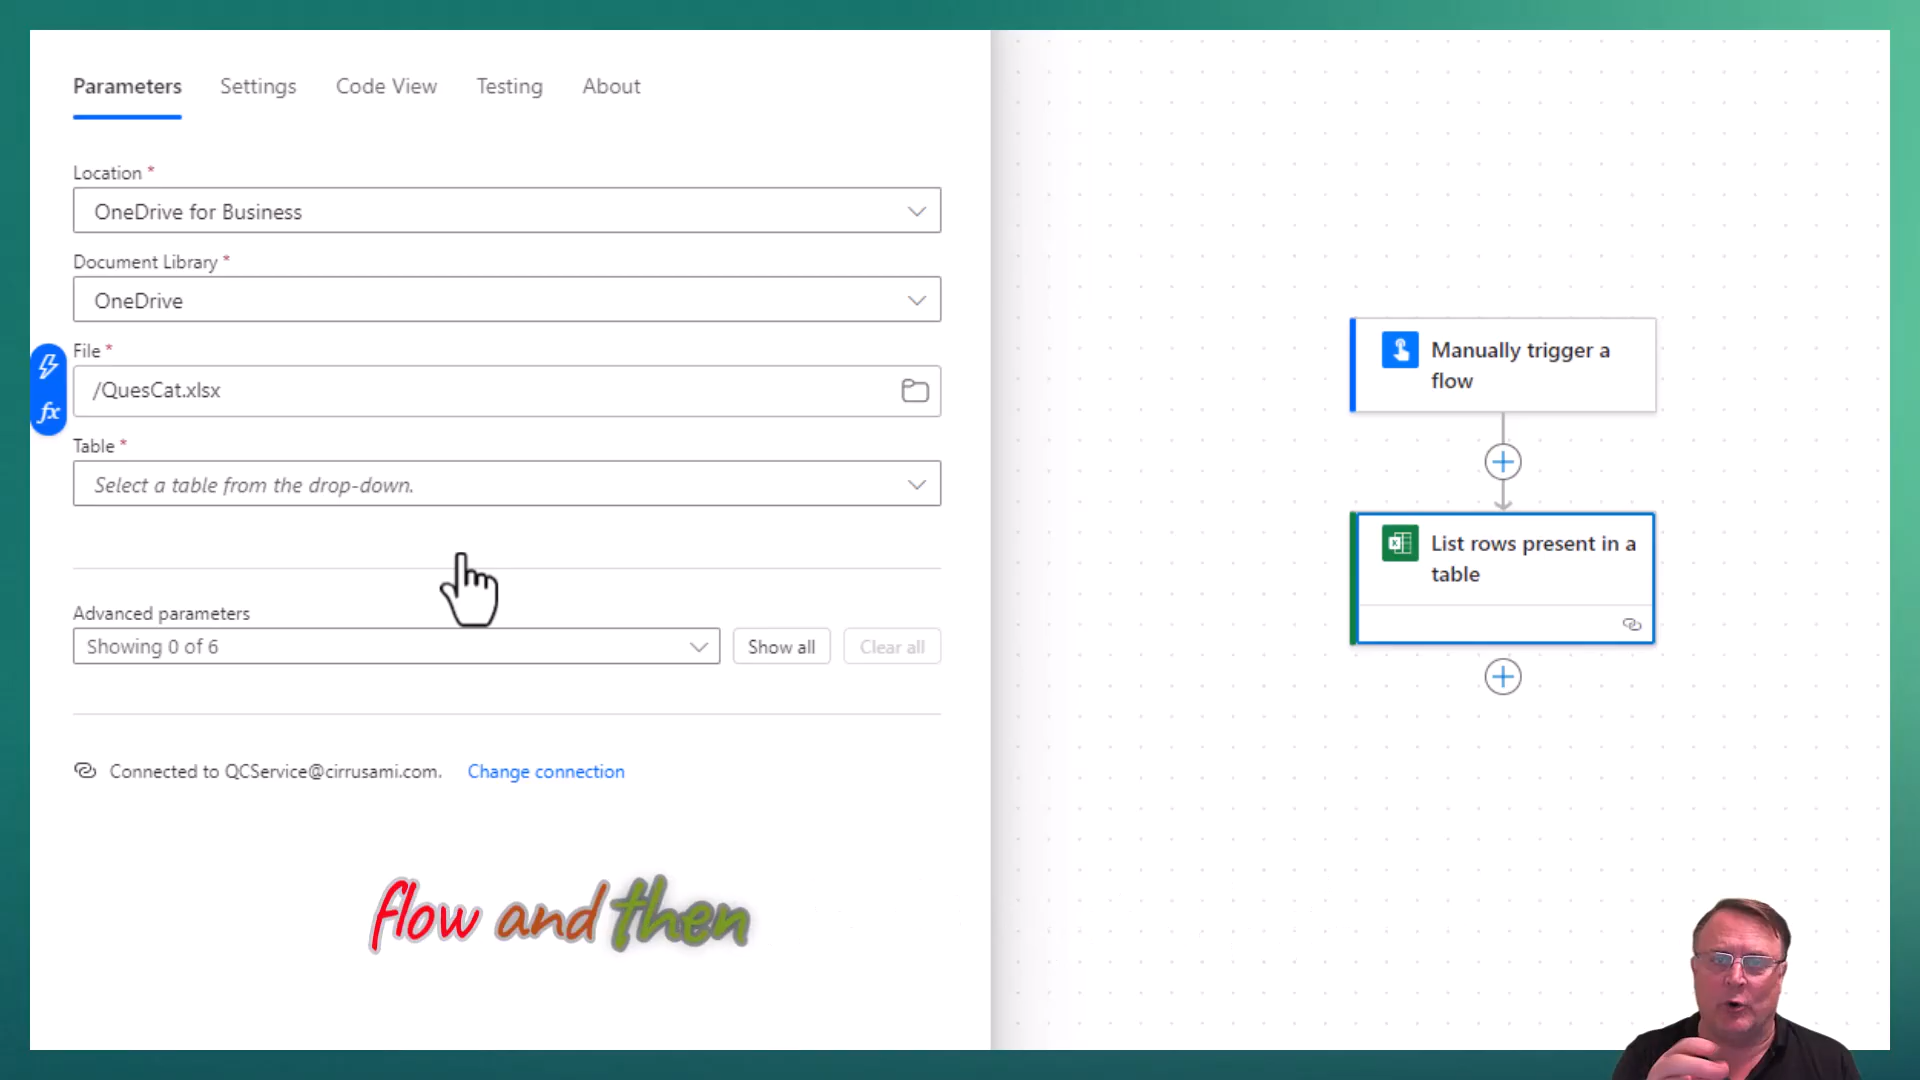 Parameters Settings Code View Testing About
Location *
OneDrive for Business
Document Library *
OneDrive
File *
/QuesCat.xlsx
fx
Table *
Select a table from the drop-down.
Advanced parameters
Showing 0 of 6 Show all Clear all
Connected to QCService@cirrusami.com. Change connection
flow and then
Manually trigger a
flow
List rows present in a
table